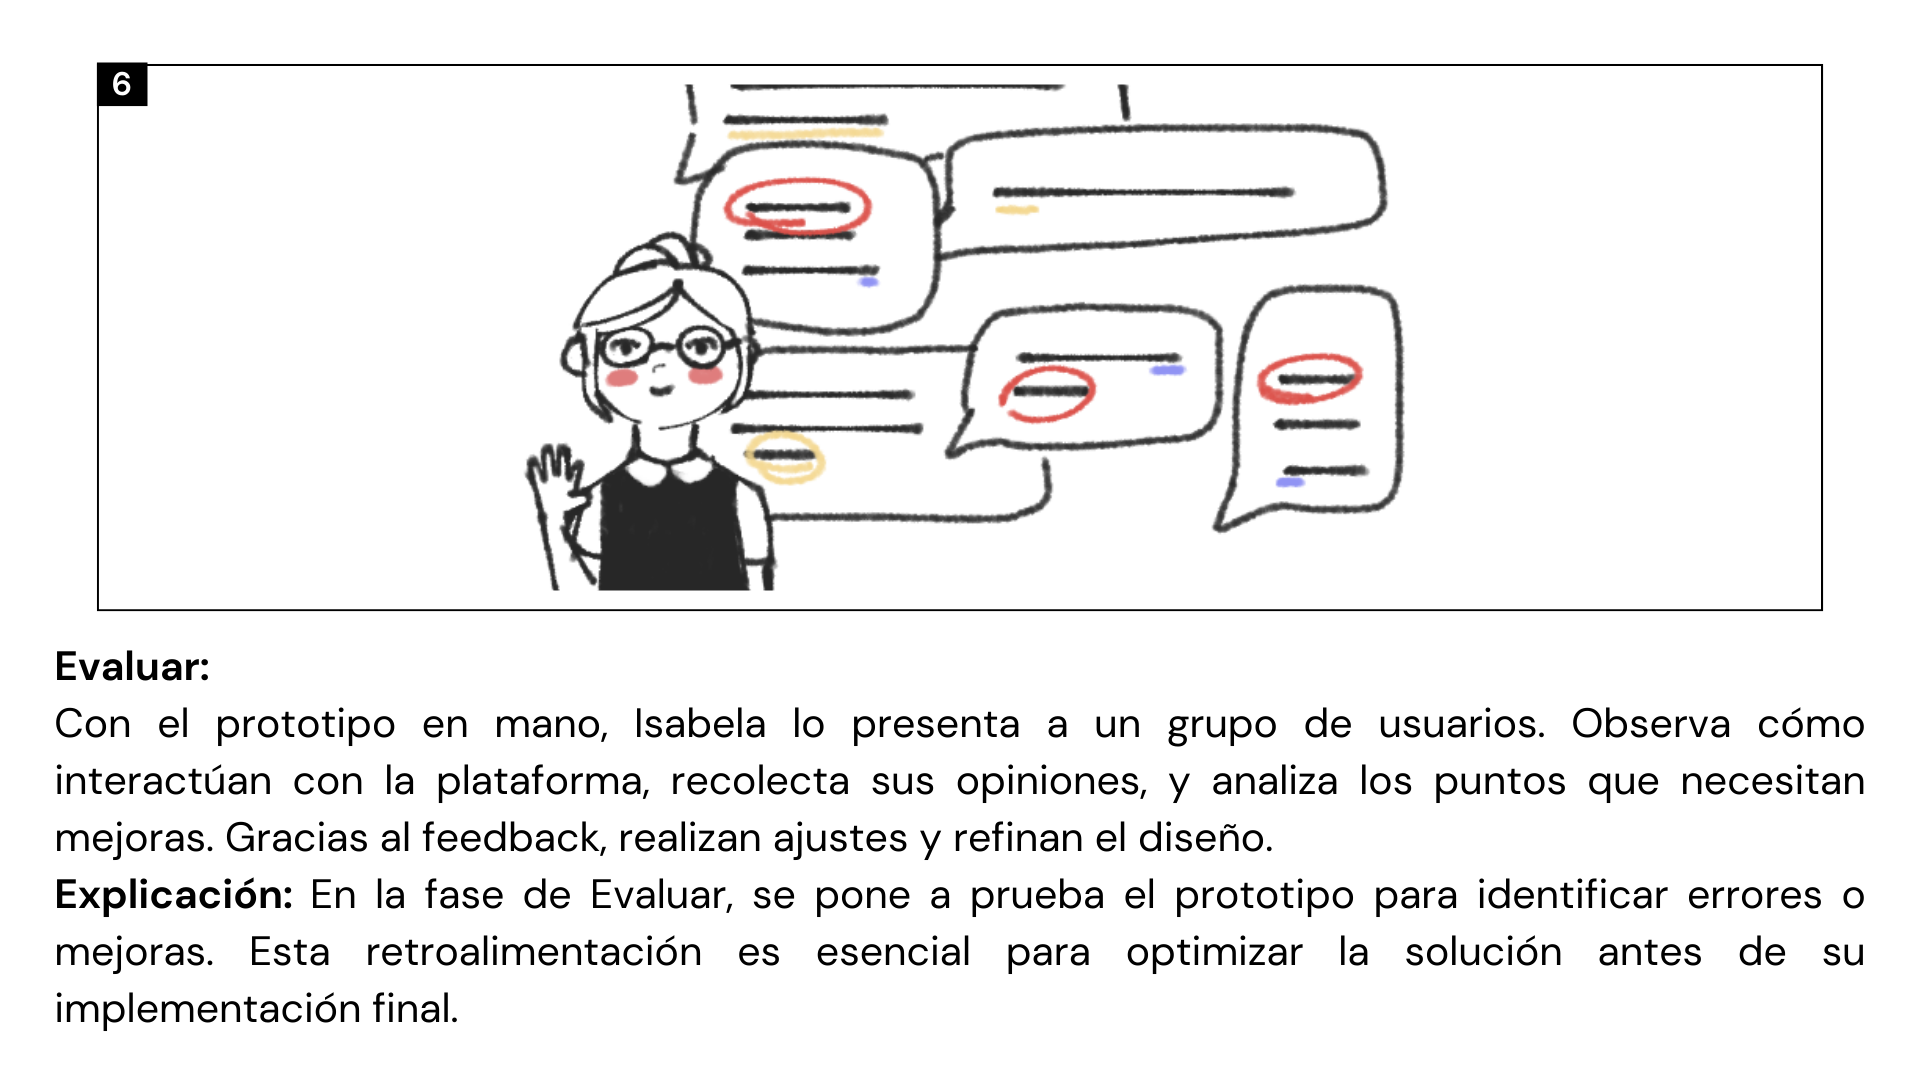 6
Evaluar:
Con el prototipo en mano, Isabela lo presenta a un grupo de usuarios. Observa cómo
interactúan con la plataforma, recolecta sus opiniones, y analiza los puntos que necesitan
mejoras. Gracias al feedback, realizan ajustes y refinan el diseño.
Explicación: En la fase de Evaluar, se pone a prueba el prototipo para identificar errores o
mejoras. Esta retroalimentación es esencial para optimizar la solución antes de su
implementación final.